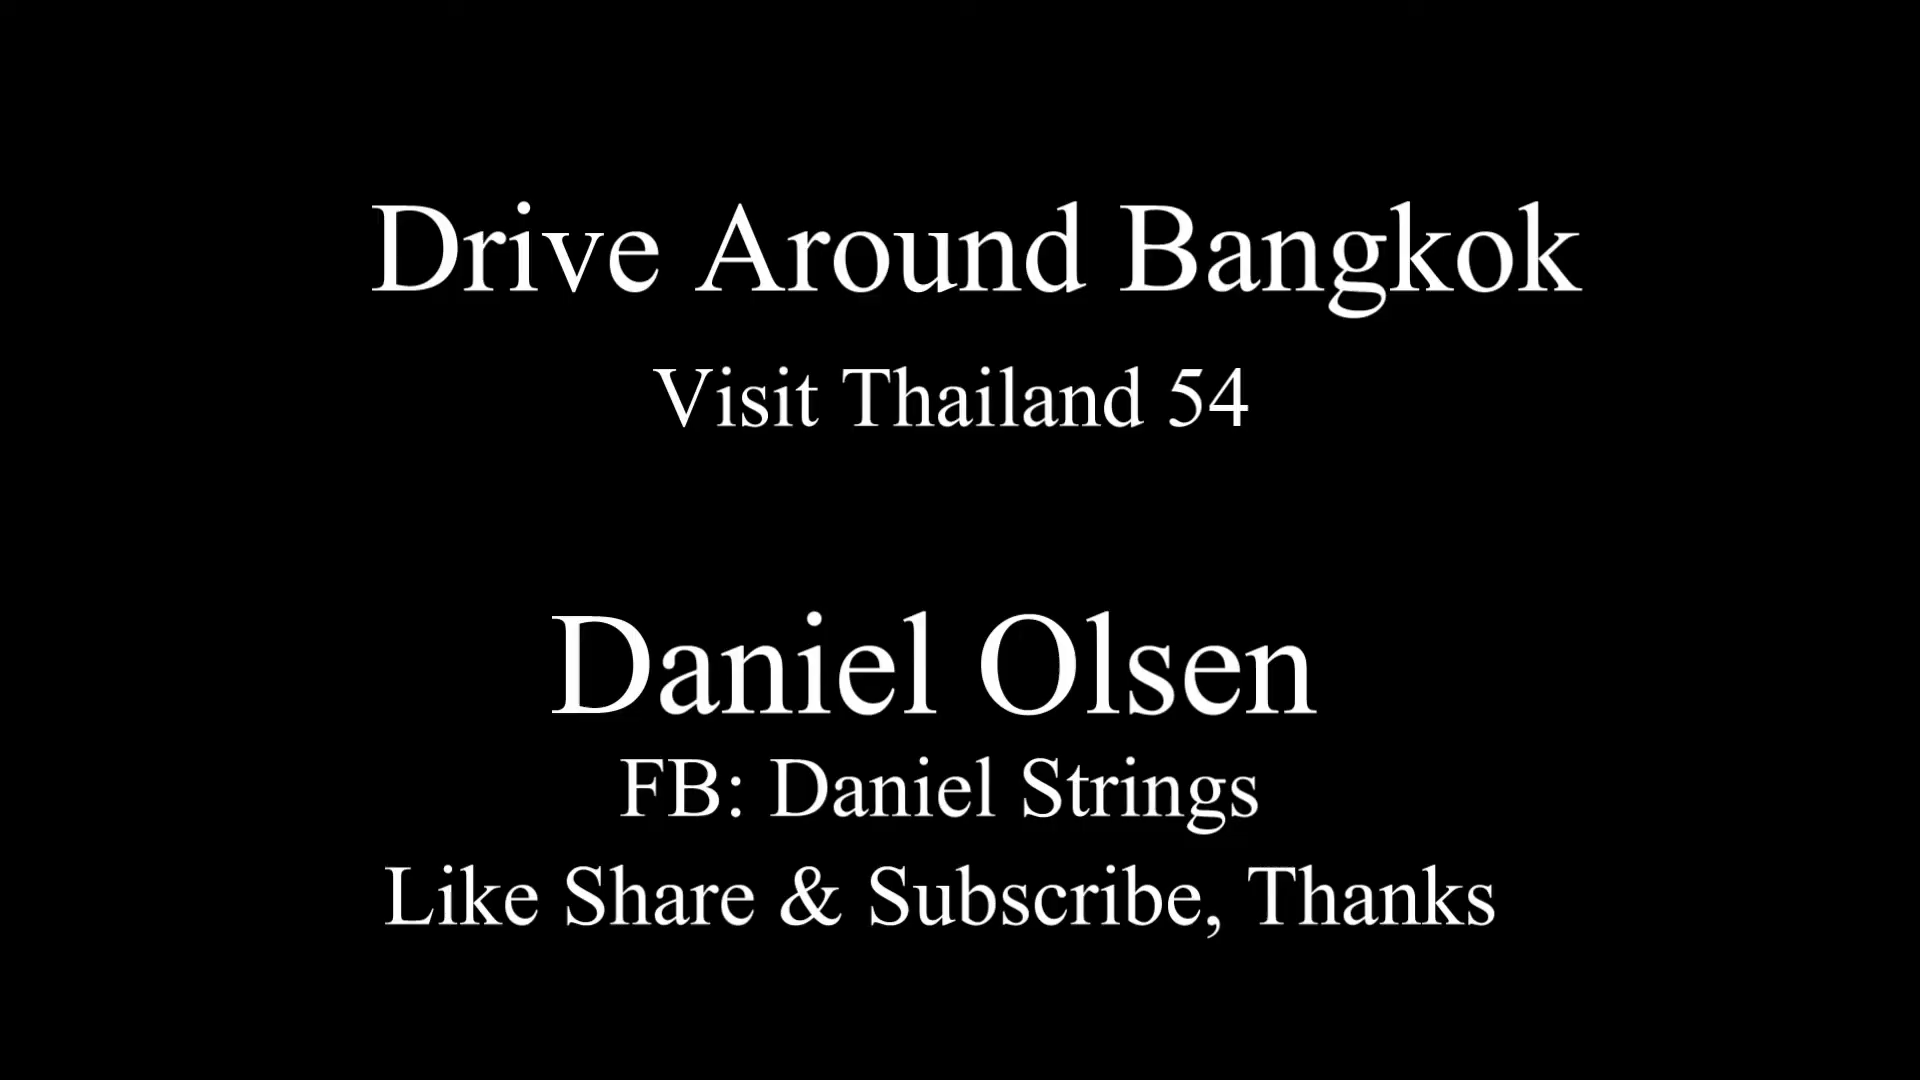 Drive Around Bangkok
Visit Thailand 54
Daniel Olsen
FB: Daniel Strings
Like Share & Subscribe, Thanks